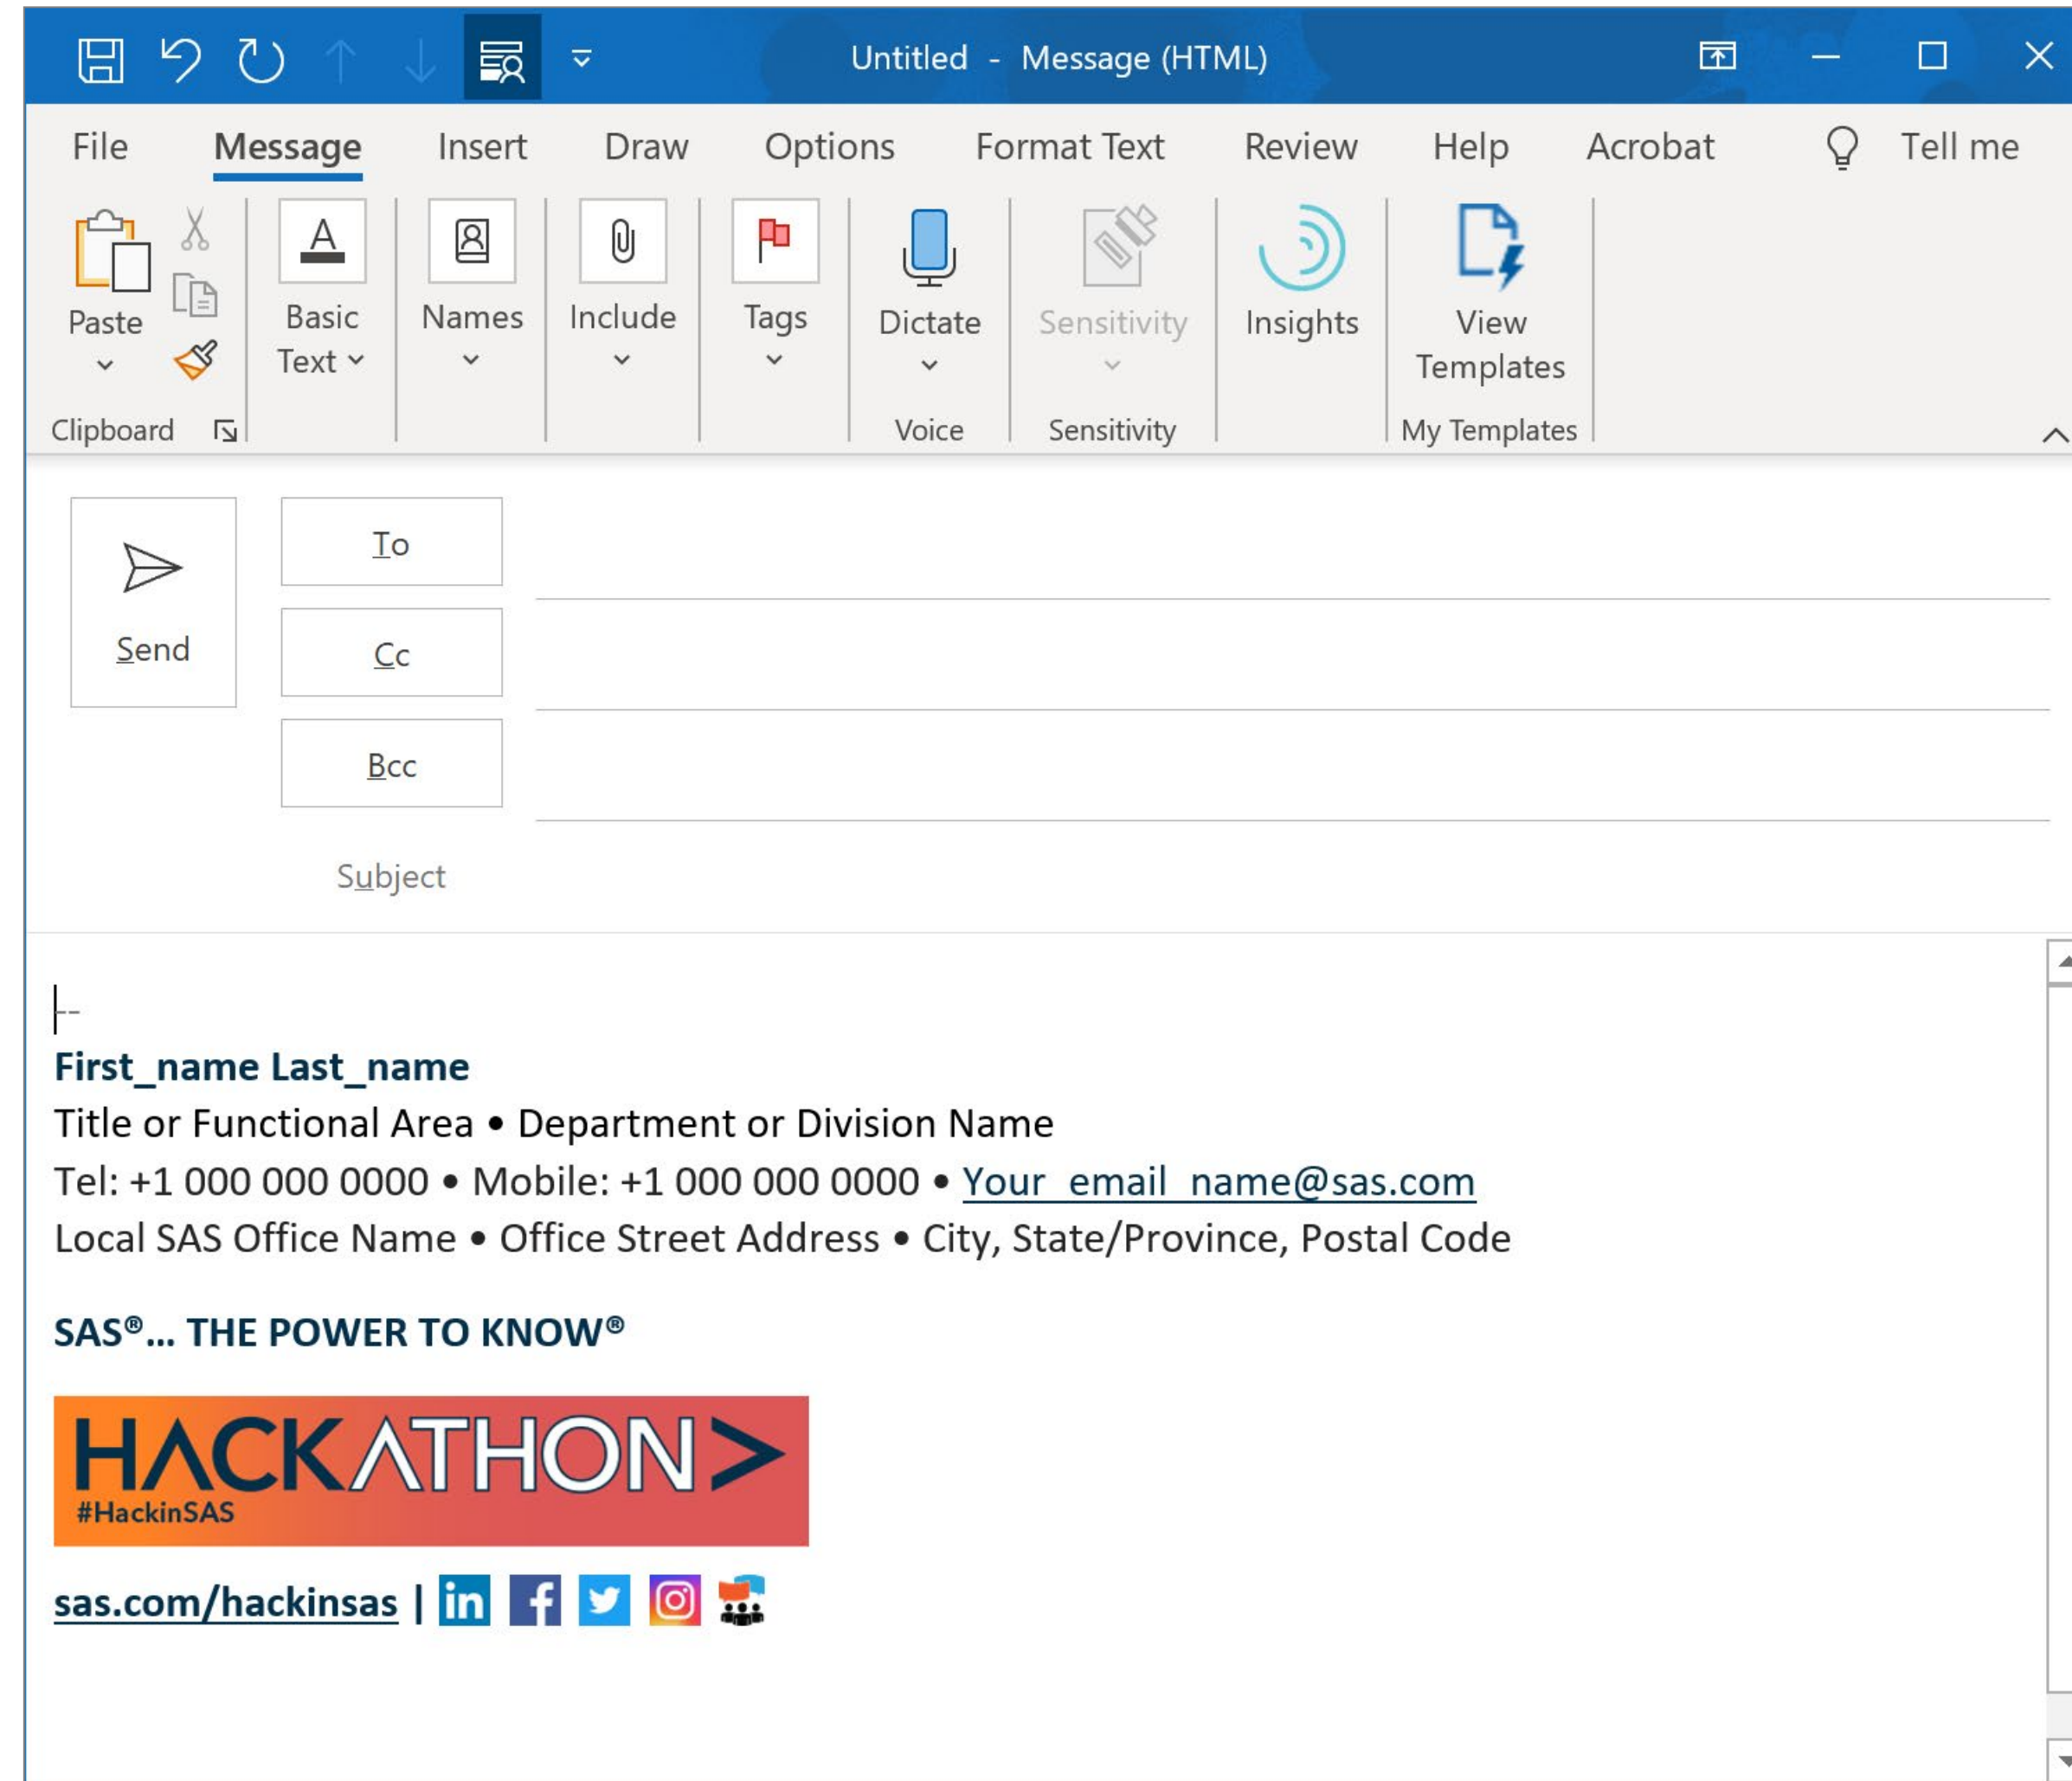 Untitled - Message (HTML)
File Message Insert Draw Options Format Text Review Help Acrobat Tell me
Paste
Basic Text
Names
Include
Tags
Dictate
Sensitivity
Insights
View Templates
Clipboard
Voice
Sensitivity
My Templates
Send
To
Cc
Bcc
Subject
--
First_name Last_name
Title or Functional Area • Department or Division Name
Tel: +1 000 000 0000 • Mobile: +1 000 000 0000 • Your_email_name@sas.com
Local SAS Office Name • Office Street Address • City, State/Province, Postal Code
SAS®… THE POWER TO KNOW®
HACKATHON>
#HackinSAS
sas.com/hackinsas | in f